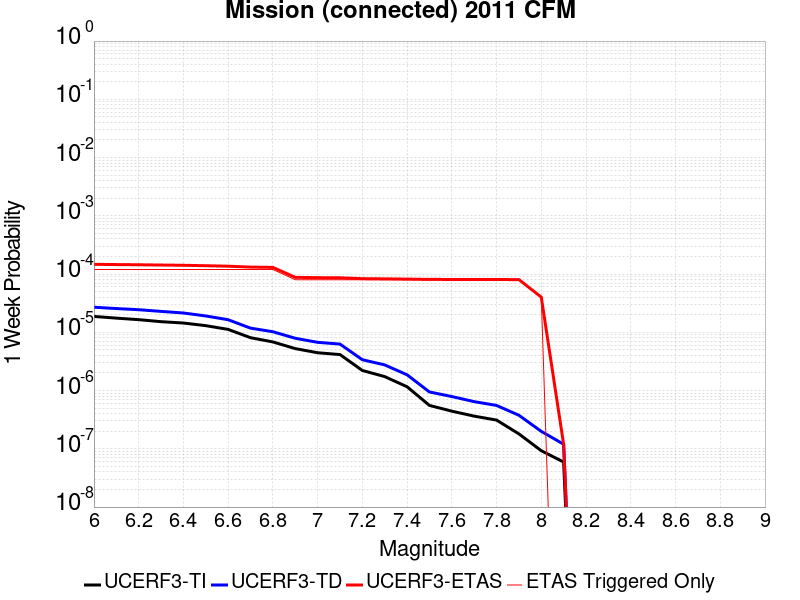 Mission (connected) 2011 CFM
10 0
10 -1
10 -2
10 -3
10 -4
10 -5
10 -6
10 -7
10 -8
1 Week Probability
6 6.2 6.4 6.6 6.8 7 7.2 7.4 7.6 7.8 8 8.2 8.4 8.6 8.8 9
Magnitude
UCERF3-TI UCERF3-TD UCERF3-ETAS ETAS Triggered Only